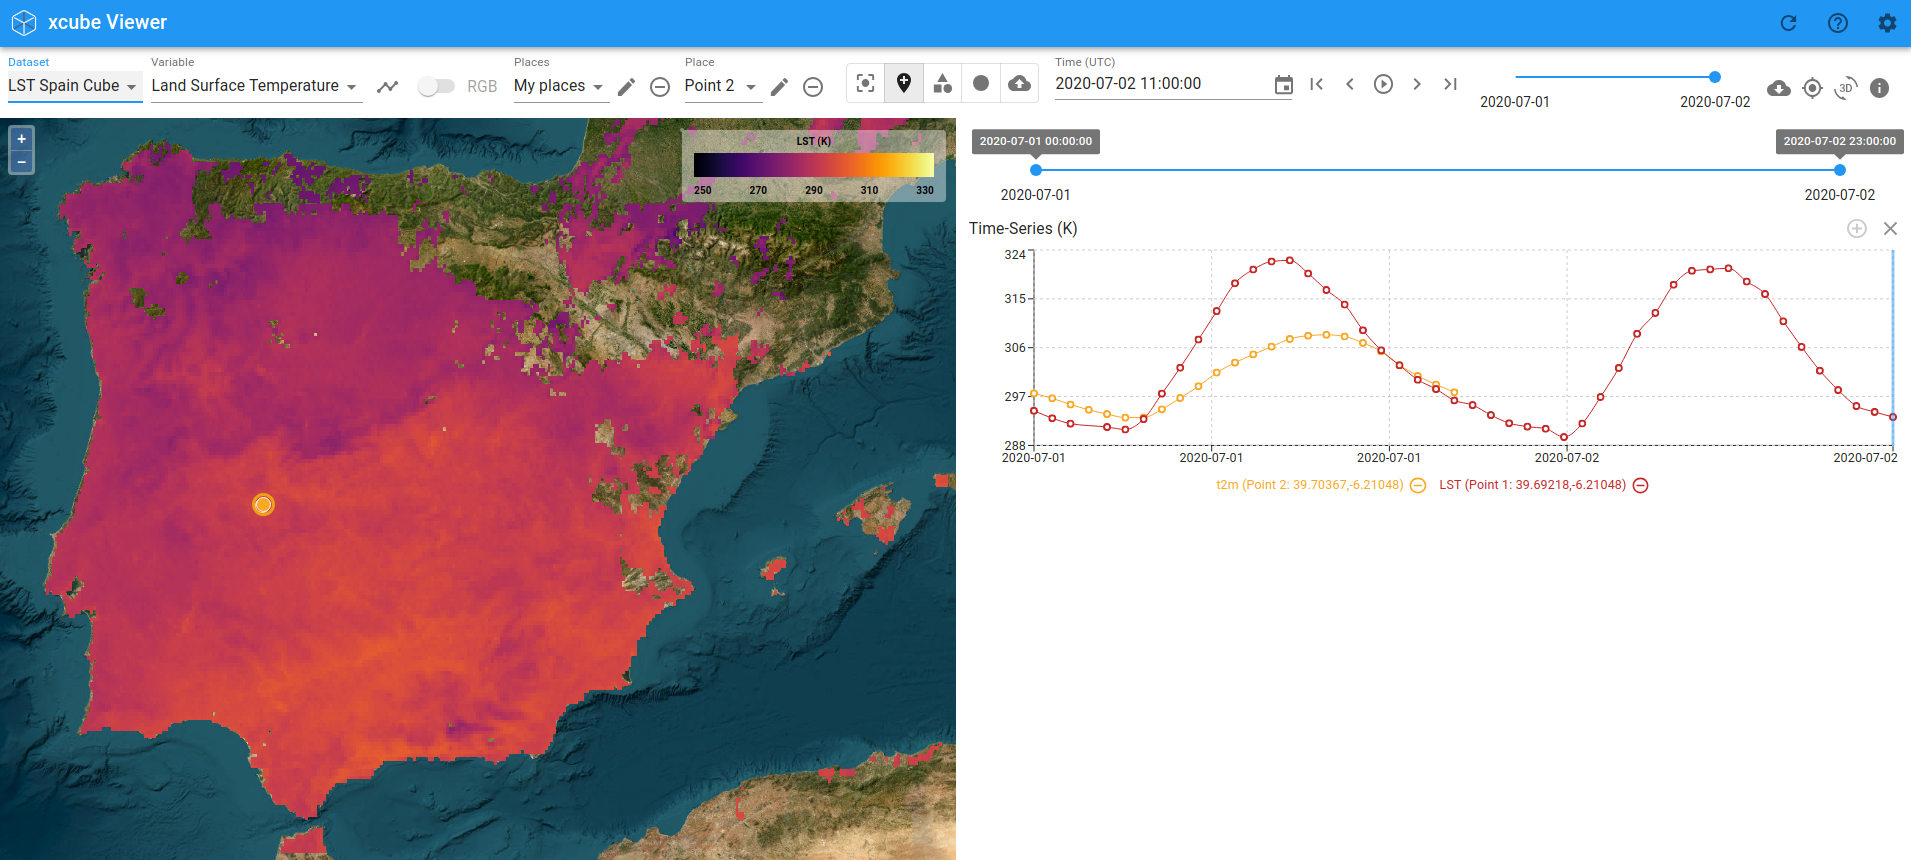 xcube Viewer
Dataset
LST Spain Cube
Variable
Land Surface Temperature
RGB
Places
My places
Place
Point 2
Time (UTC)
2020-07-02 11:00:00
2020-07-01
2020-07-02
3D
+
−
LST (K)
250 270 290 310 330
2020-07-01 00:00:00
2020-07-02 23:00:00
2020-07-01
2020-07-02
Time-Series (K)
324
315
306
297
288
2020-07-01
2020-07-01
2020-07-01
2020-07-02
2020-07-02
t2m (Point 2: 39.70367,-6.21048)
LST (Point 1: 39.69218,-6.21048)